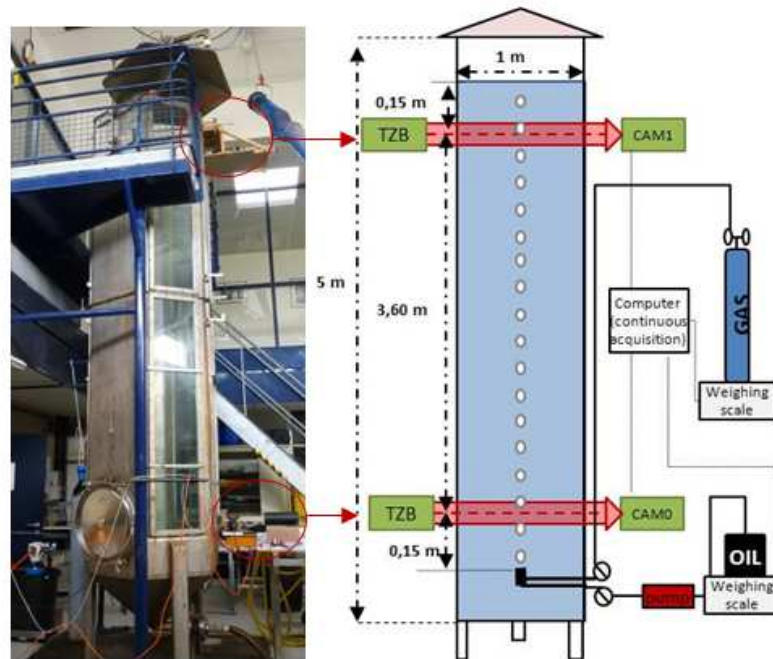 1 m
0,15 m
TZB
CAM1
5 m
3,60 m
Computer
(continuous
acquisition)
GAS
Weighing
scale
TZB
CAM0
0,15 m
OIL
pump
Weighing
scale